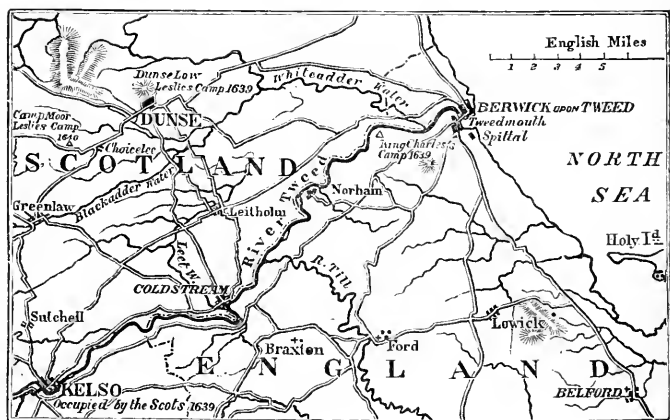 English Miles
1 2 3 4 5
Dunse Low
Leslies Camp 1639
Whiteadder Water
DUNSE
BERWICK UPON TWEED
Tweedmouth
Spittal
Camp Moor
Leslies Camp
1640
Choicelee
King Charles's
Camp 1639
SCOTLAND
NORTH
SEA
Blackadder Water
River Tweed
Norham
Greenlaw
Leitholm
Holy Id.
Leet W.
R. Till
COLDSTREAM
Sutchell
Lowick
Ford
Braxton
ENGLAND
KELSO
Occupied by the Scots 1639
BELFORD